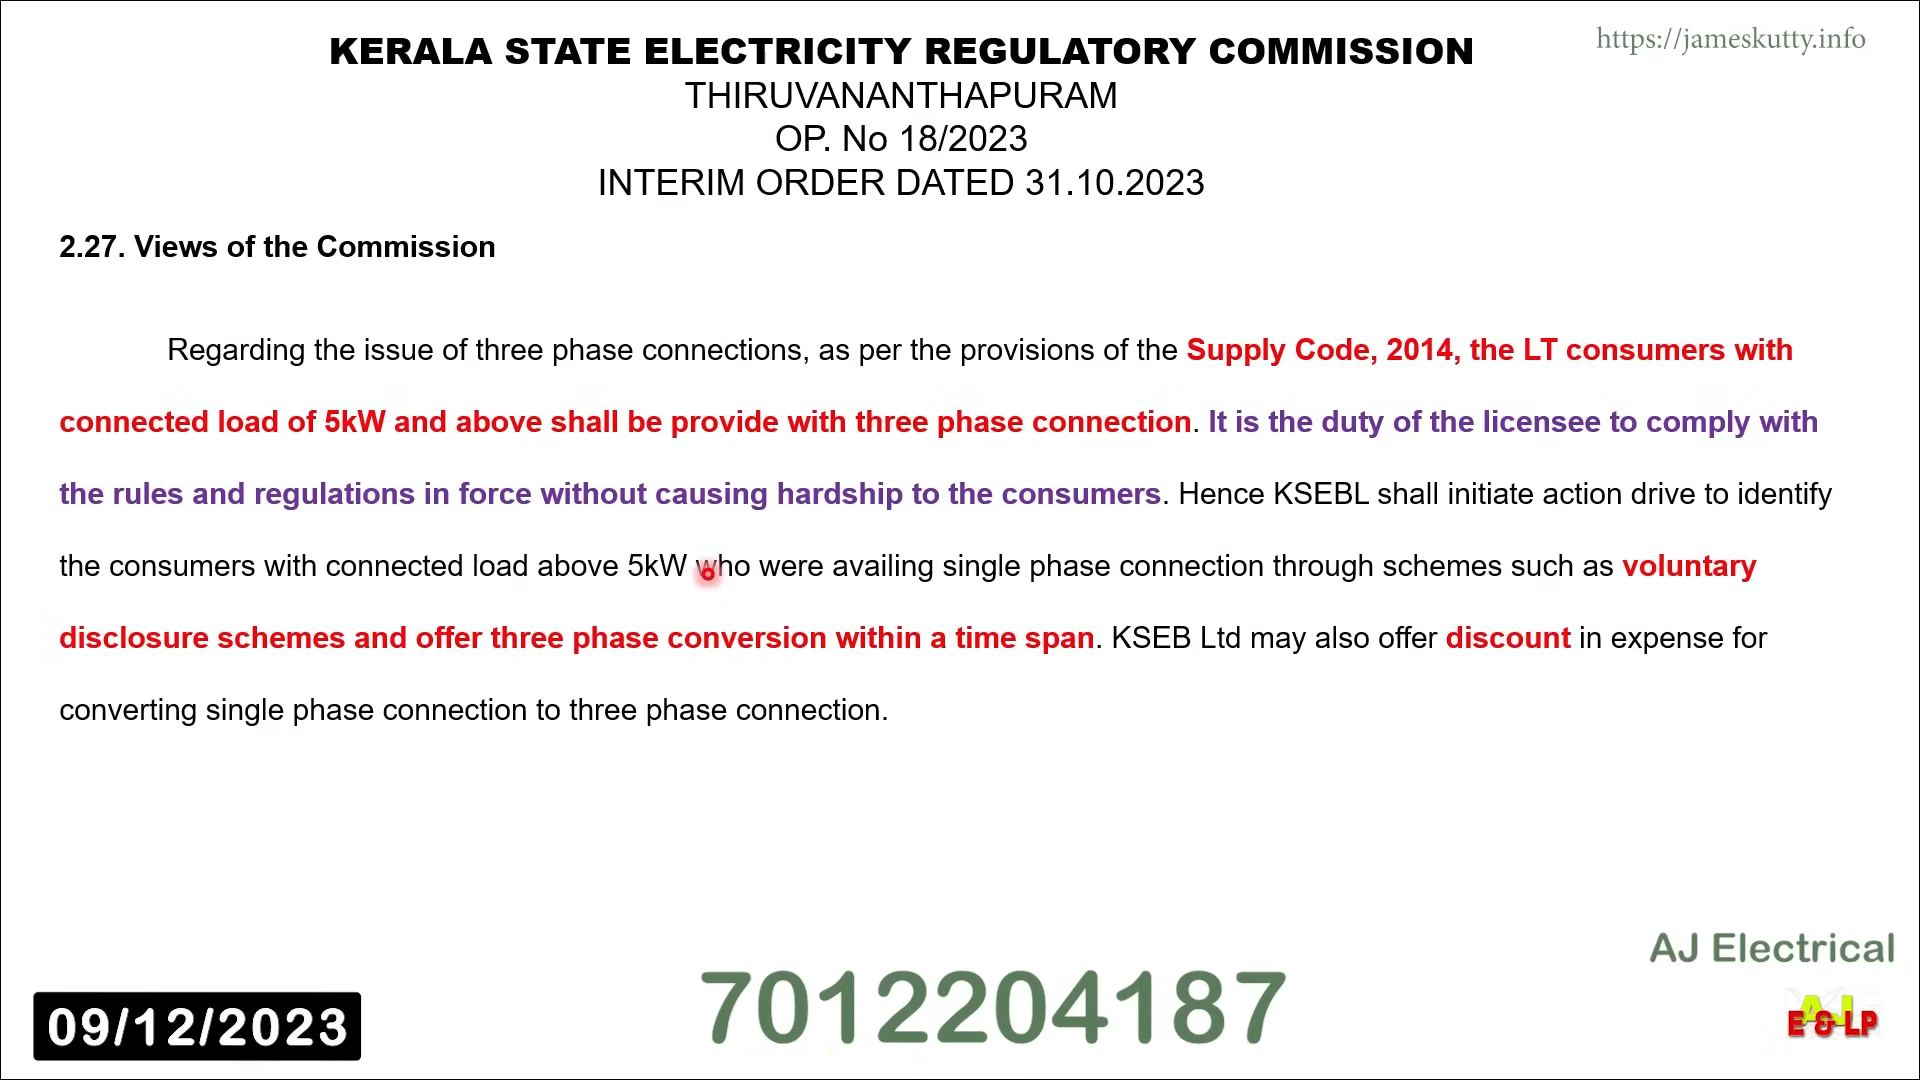 https://jameskutty.info
KERALA STATE ELECTRICITY REGULATORY COMMISSION
THIRUVANANTHAPURAM
OP. No 18/2023
INTERIM ORDER DATED 31.10.2023
2.27. Views of the Commission
Regarding the issue of three phase connections, as per the provisions of the Supply Code, 2014, the LT consumers with
connected load of 5kW and above shall be provide with three phase connection. It is the duty of the licensee to comply with
the rules and regulations in force without causing hardship to the consumers. Hence KSEBL shall initiate action drive to identify
the consumers with connected load above 5kW who were availing single phase connection through schemes such as voluntary
disclosure schemes and offer three phase conversion within a time span. KSEB Ltd may also offer discount in expense for
converting single phase connection to three phase connection.
AJ Electrical
09/12/2023
7012204187
AJ
E & LP